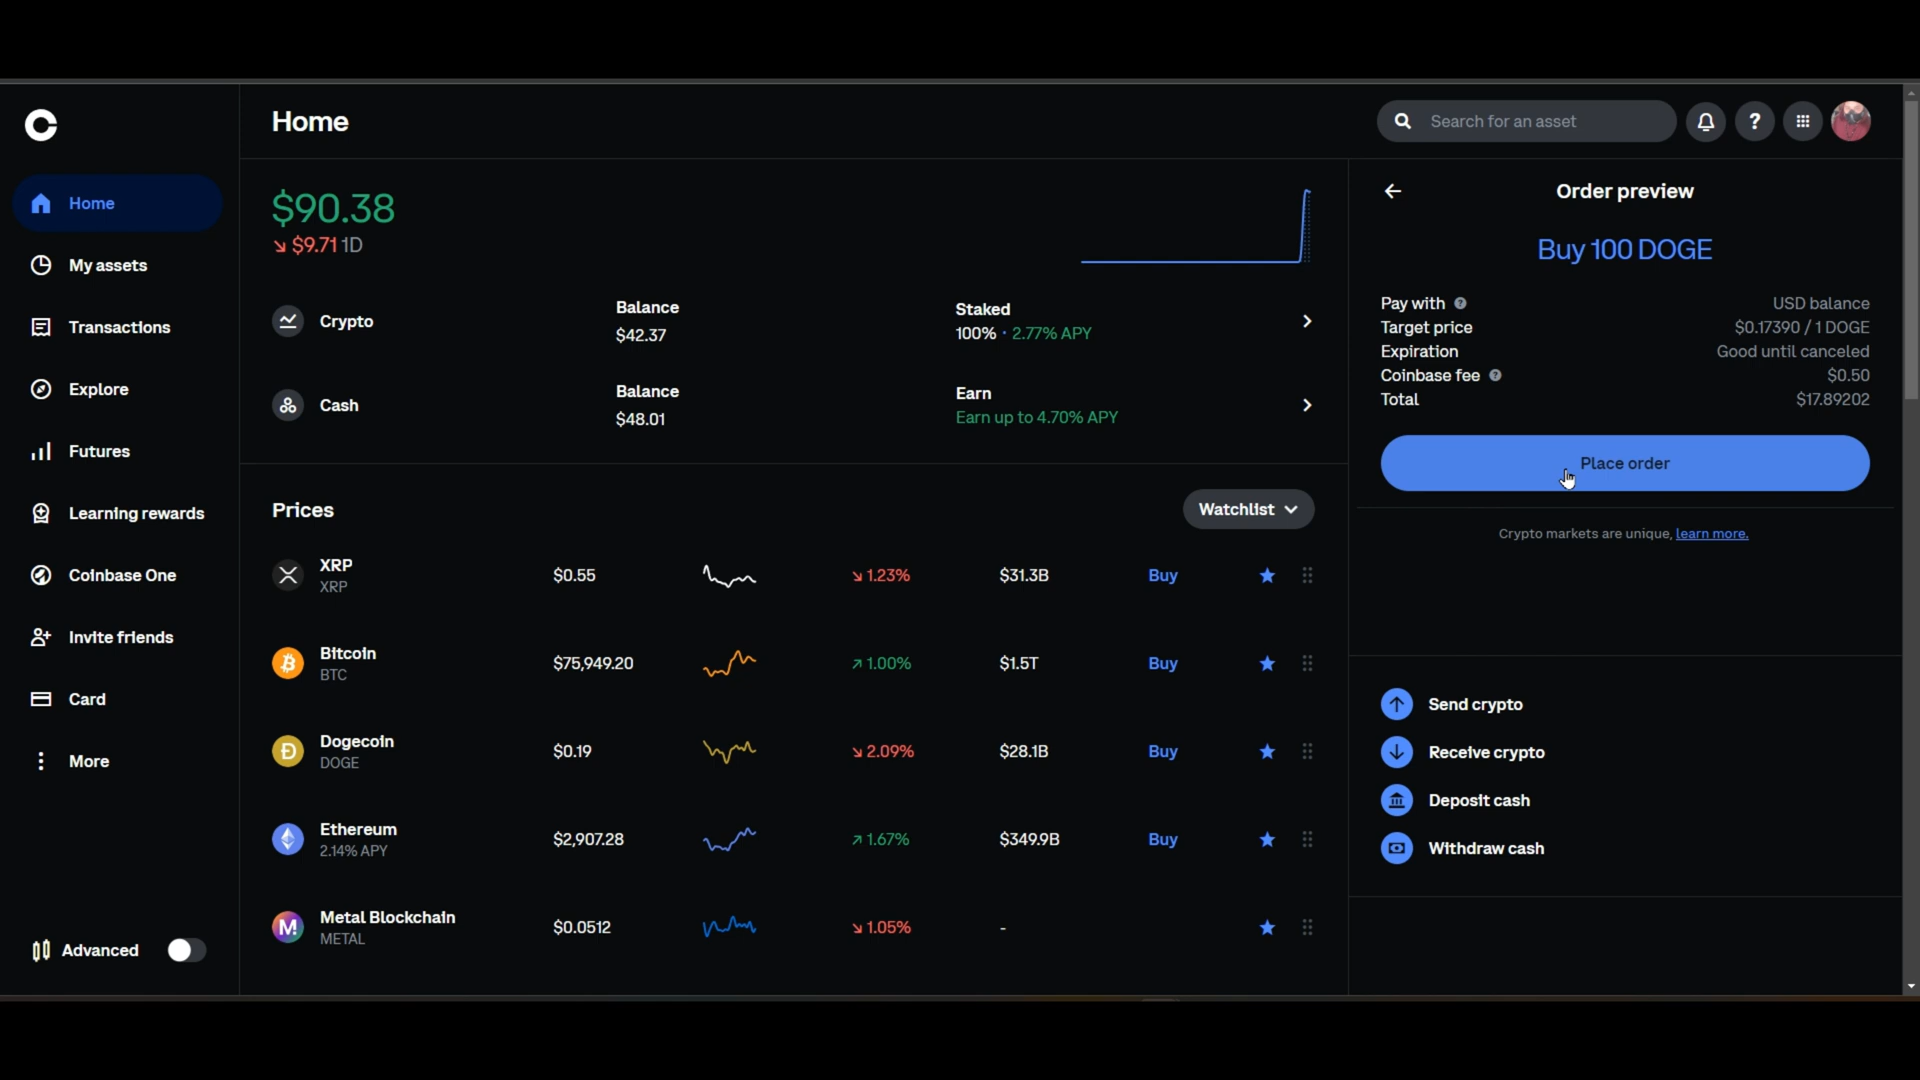 Home
Search for an asset
?
Home
My assets
Transactions
Explore
Futures
Learning rewards
Coinbase One
Invite friends
Card
More
Advanced
$90.38
↘ $9.71 1D
Crypto
Balance
$42.37
Staked
100% · 2.77% APY
Cash
Balance
$48.01
Earn
Earn up to 4.70% APY
Prices
Watchlist
XRP
XRP
$0.55
↘ 1.23%
$31.3B
Buy
Bitcoin
BTC
$75,949.20
↗ 1.00%
$1.5T
Buy
Dogecoin
DOGE
$0.19
↘ 2.09%
$28.1B
Buy
Ethereum
2.14% APY
$2,907.28
↗ 1.67%
$349.9B
Buy
M.
Metal Blockchain
METAL
$0.0512
↘ 1.05%
-
Order preview
Buy 100 DOGE
Pay with ? USD balance
Target price $0.17390 / 1 DOGE
Expiration Good until canceled
Coinbase fee ? $0.50
Total $17.89202
Place order
Crypto markets are unique, learn more.
Send crypto
Receive crypto
Deposit cash
Withdraw cash